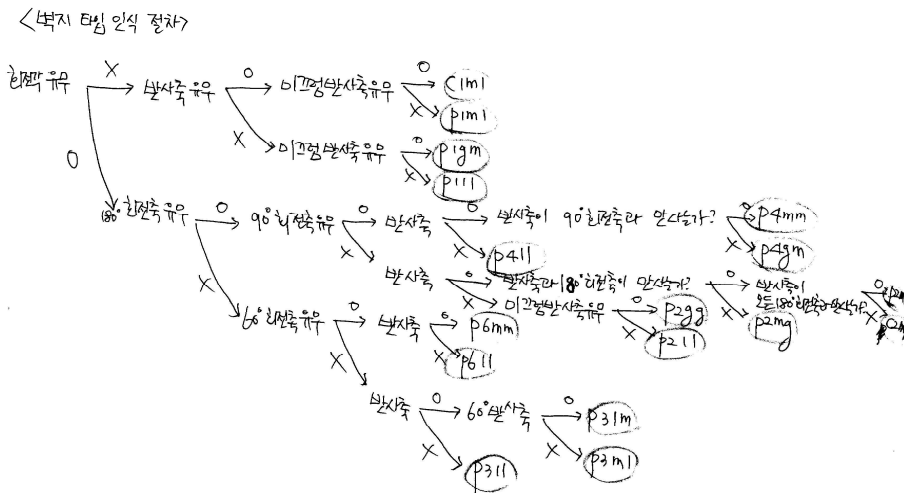 <벽지 타입 인식 절차>
회전각 유무 X 반사축 유무 O 미끄럼반사축유무 O c1m1
X p1m1
X 미끄럼반사축유무 O p1gm
X p111
O 180° 회전축 유무 O 90° 회전축유무 O 반사축 O 반사축이 90° 회전축과 만나는가? O p4mm
X p4gm
X p411
X 반사축 O 반사축과 180° 회전축이 만나는가? O 반사축이 모든 180° 회전축과 만나는가?
X p2mg
X 미끄럼반사축유무 O p2gg
X p211
X 60° 회전축유무 O 반사축 O p6mm
X p611
X 반사축 O 60° 반사축 O p31m
X p3m1
X p311